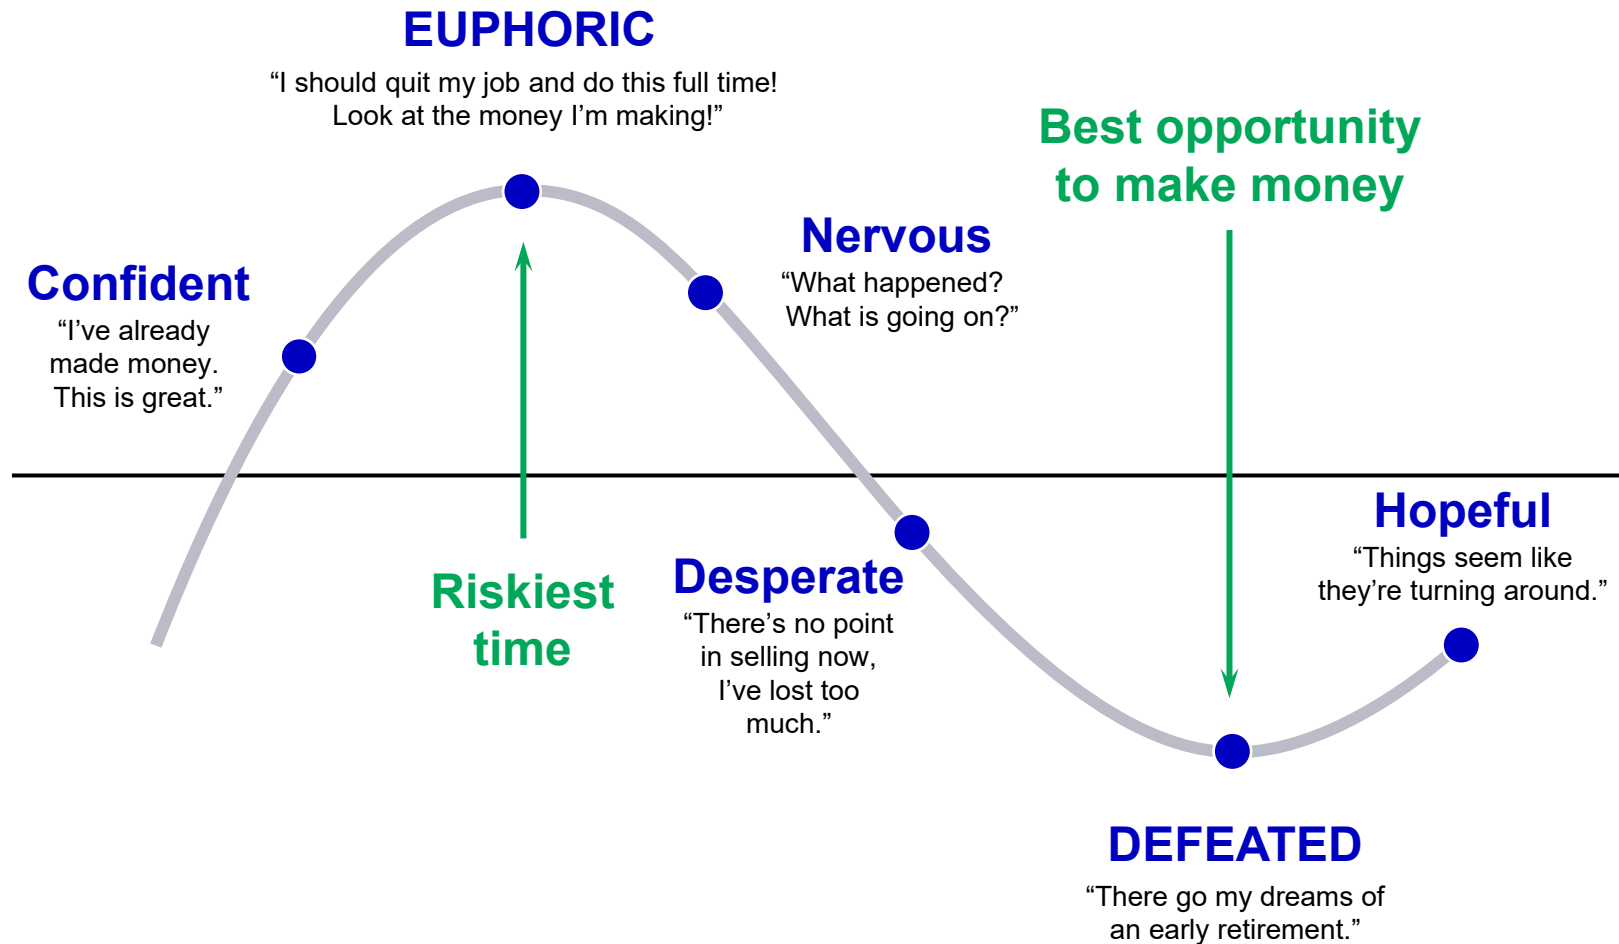 EUPHORIC
“I should quit my job and do this full time!
Look at the money I’m making!”
Best opportunity
to make money
Nervous
“What happened?
What is going on?”
Confident
“I’ve already
made money.
This is great.”
Riskiest
time
Desperate
“There’s no point
in selling now,
I’ve lost too
much.”
Hopeful
“Things seem like
they’re turning around.”
DEFEATED
“There go my dreams of
an early retirement.”